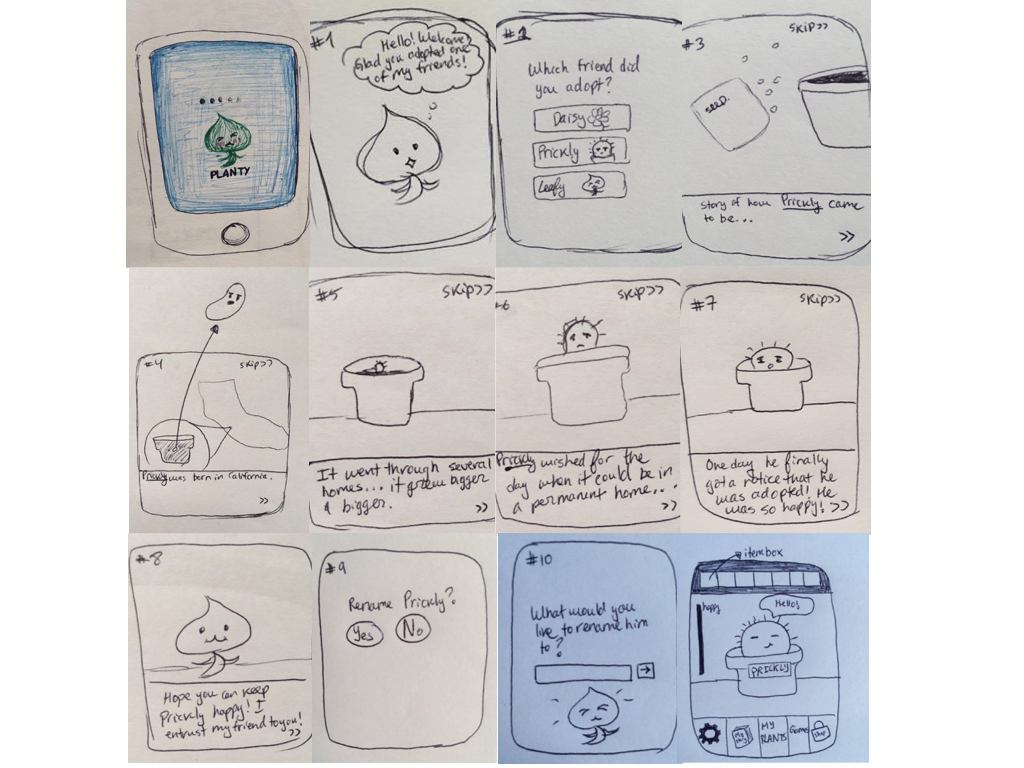 PLANTY
#1
Hello! Welcome
Glad you adopted one
of my friends!
#2
Which friend did
you adopt?
Daisy
Prickly
Leafy
#3
skip>>
seed.
story of how Prickly came
to be...
>>
#4
skip>>
Prickly was born in California.
>>
#5
skip>>
It went through several
homes... it grew bigger
& bigger.
>>
skip>>
Prickly wished for the
day when it could be in
a permanent home...
>>
#7
skip>>
One day he finally
got a notice that he
was adopted! He
was so happy! >>
#8
Hope you can keep
Prickly happy! I
entrust my friend to you!
>>
#9
Rename Prickly?
Yes
No
#10
What would you
like to rename him
to?
itembox
happy
Hello!
PRICKLY
MY
PLANTS
Game
shop